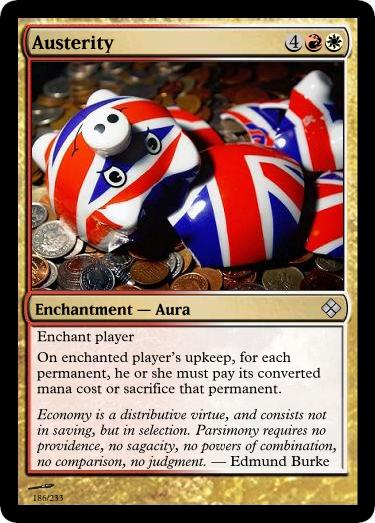 Austerity 4
Enchantment — Aura
Enchant player
On enchanted player's upkeep, for each
permanent, he or she must pay its converted
mana cost or sacrifice that permanent.
Economy is a distributive virtue, and consists not
in saving, but in selection. Parsimony requires no
providence, no sagacity, no powers of combination,
no comparison, no judgment. — Edmund Burke
186/233